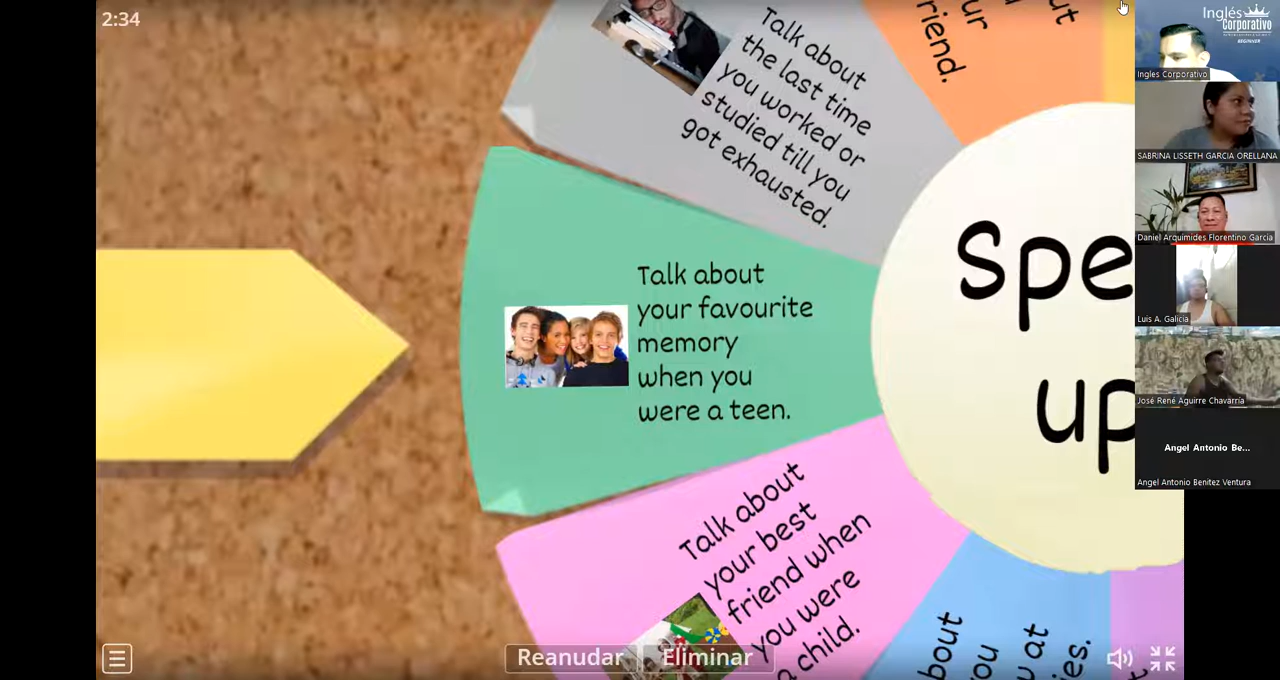 2:34
Talk about
the last time
you worked or
studied till you
got exhausted.
friend.
Talk about
your favourite
memory
when you
were a teen.
Talk about
your best
friend when
you were
a child.
Spe
up
Reanudar
Eliminar
Inglés
Corporativo
BEGINNER
Ingles Corporativo
SABRINA LISSETH GARCIA ORELLANA
Daniel Arquimides Florentino Garcia
Luis A. Galicia
José René Aguirre Chavarría
Angel Antonio Be...
Angel Antonio Benitez Ventura